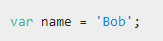 var name = 'Bob';